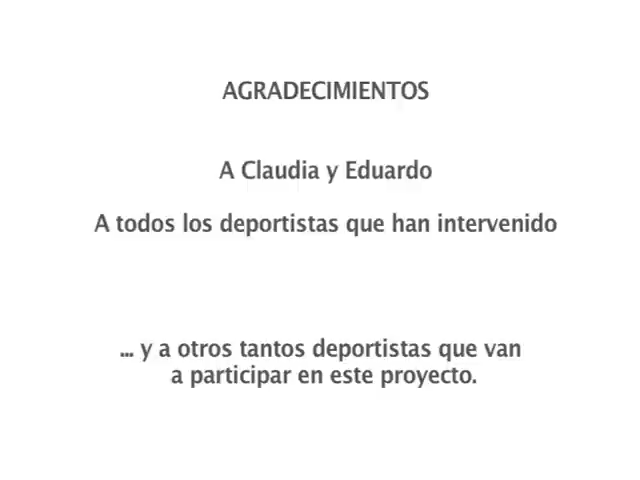 AGRADECIMIENTOS
A Claudia y Eduardo
A todos los deportistas que han intervenido
... y a otros tantos deportistas que van
a participar en este proyecto.